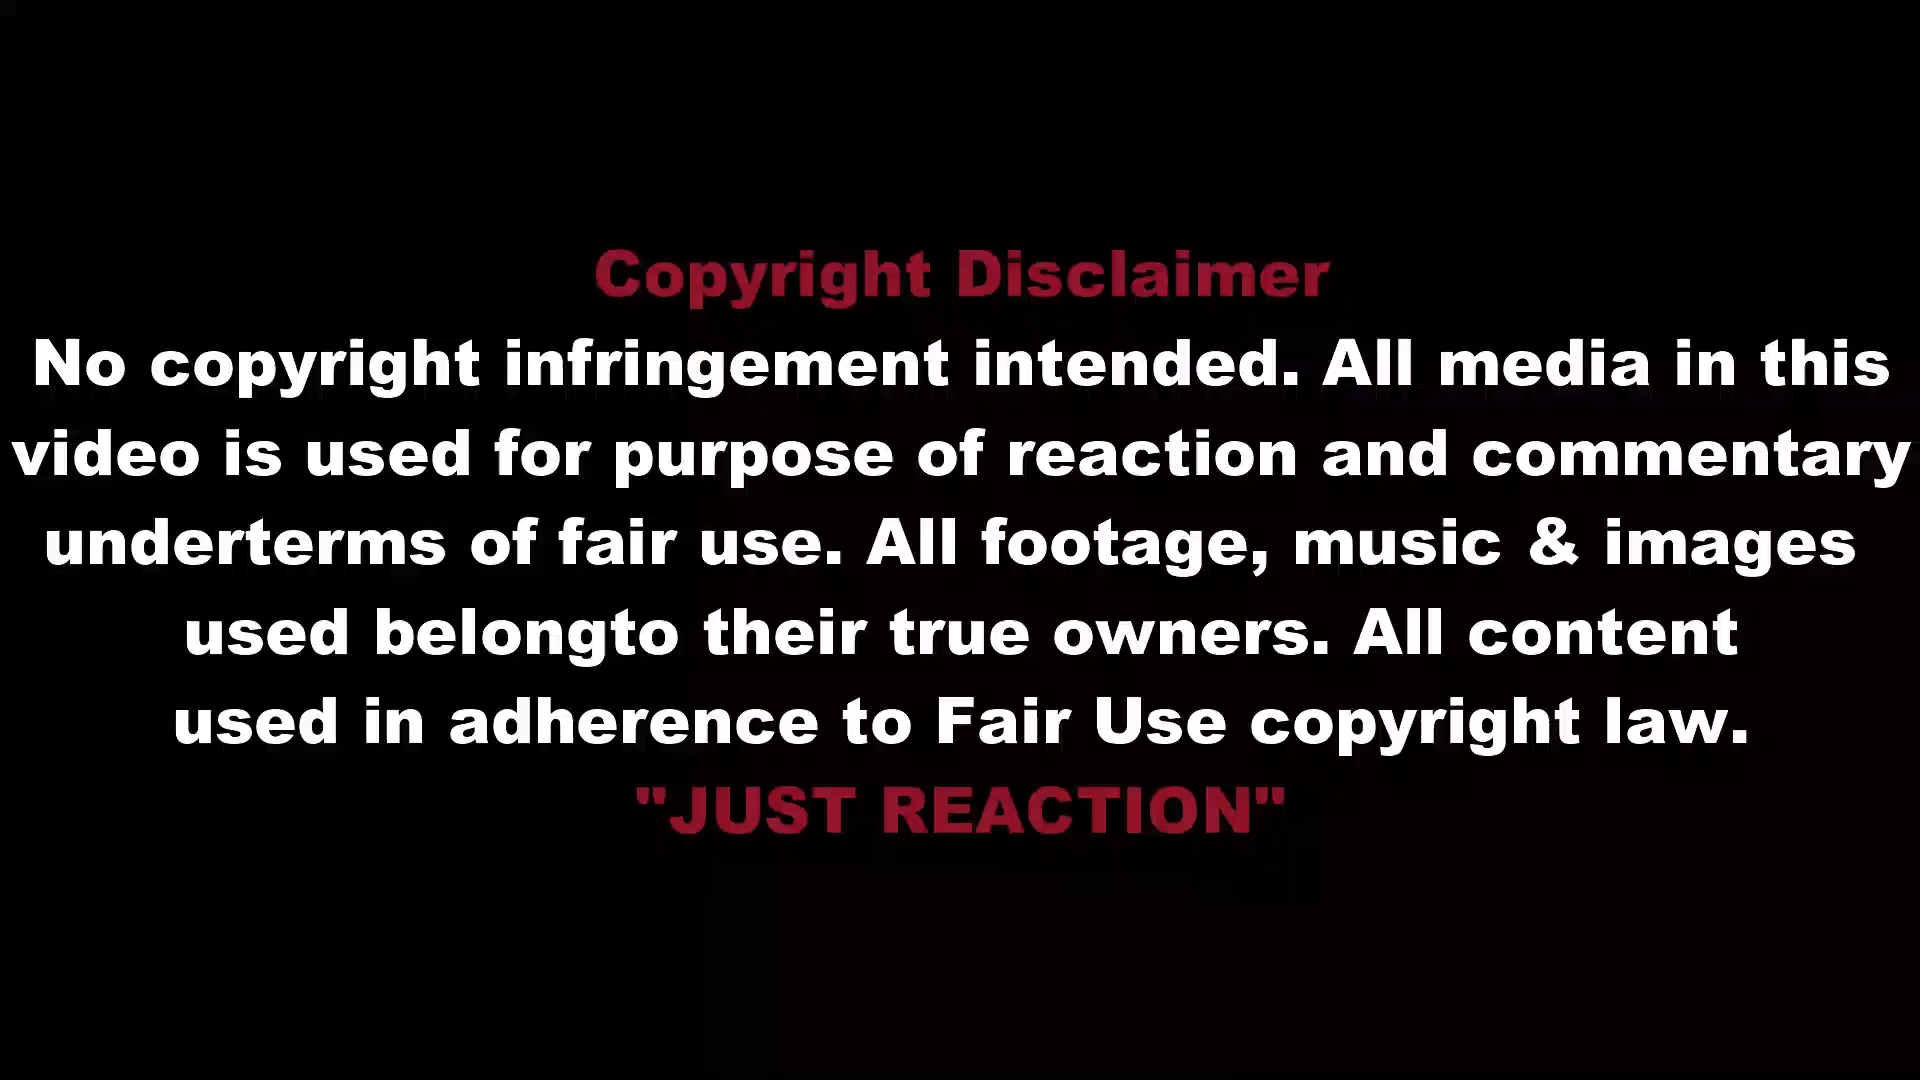 Copyright Disclaimer
No copyright infringement intended. All media in this
video is used for purpose of reaction and commentary
underterms of fair use. All footage, music & images
used belongto their true owners. All content
used in adherence to Fair Use copyright law.
"JUST REACTION"